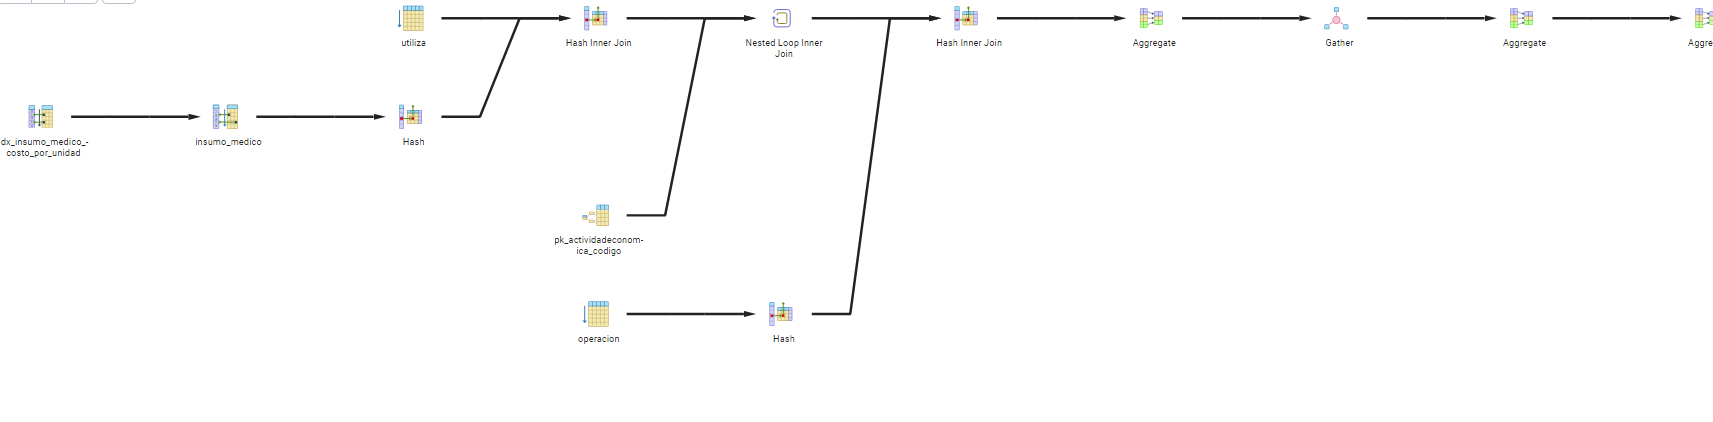 utiliza
Hash Inner Join
Nested Loop Inner
Join
Hash Inner Join
Aggregate
Gather
Aggregate
Aggre
dx_insumo_medico_-
costo_por_unidad
insumo_medico
Hash
pk_actividadeconom-
ica_codigo
operacion
Hash